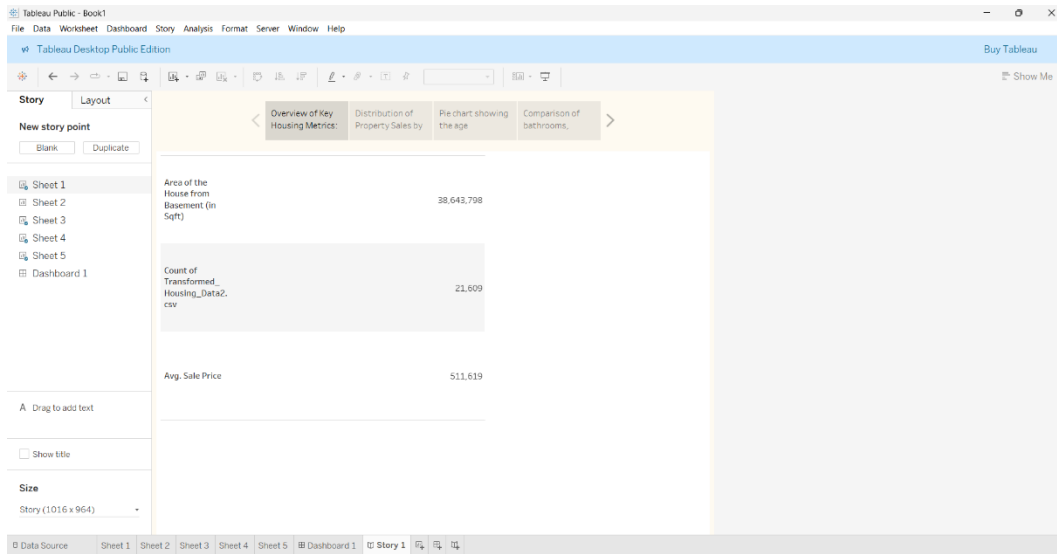 Tableau Public - Book1
File Data Worksheet Dashboard Story Analysis Format Server Window Help
Tableau Desktop Public Edition
Buy Tableau
Show Me
Story
Layout
New story point
Blank
Duplicate
Sheet 1
Sheet 2
Sheet 3
Sheet 4
Sheet 5
Dashboard 1
A Drag to add text
Show title
Size
Story (1016 x 964)
Overview of Key
Housing Metrics:
Distribution of
Property Sales by
Pie chart showing
the age
Comparison of
bathrooms,
Area of the
House from
Basement (in
Sqft)
38,643,798
Count of
Transformed_
Housing_Data2.
csv
21,609
Avg. Sale Price
511,619
Data Source Sheet 1 Sheet 2 Sheet 3 Sheet 4 Sheet 5 Dashboard 1 Story 1